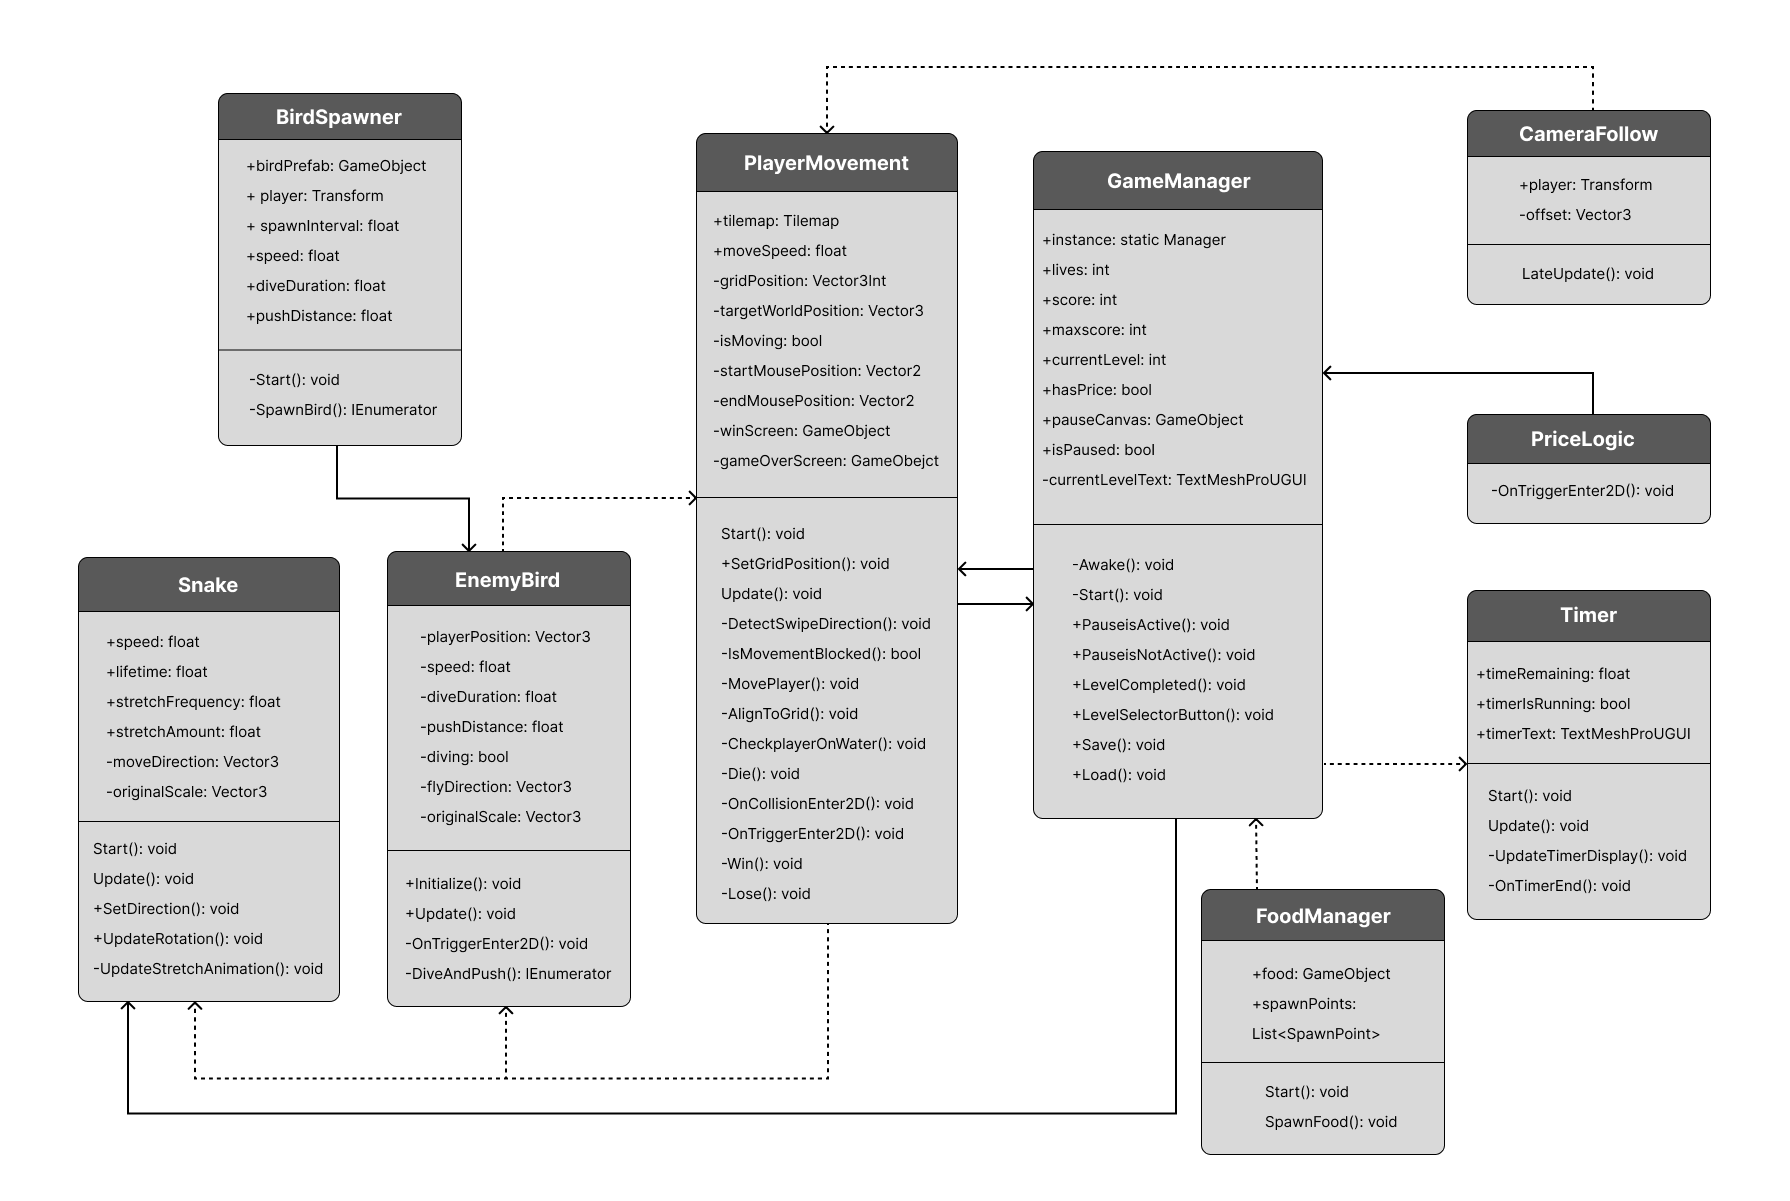 BirdSpawner
+birdPrefab: GameObject
+ player: Transform
+ spawnInterval: float
+speed: float
+diveDuration: float
+pushDistance: float
-Start(): void
-SpawnBird(): IEnumerator
PlayerMovement
+tilemap: Tilemap
+moveSpeed: float
-gridPosition: Vector3Int
-targetWorldPosition: Vector3
-isMoving: bool
-startMousePosition: Vector2
-endMousePosition: Vector2
-winScreen: GameObject
-gameOverScreen: GameObejct
Start(): void
+SetGridPosition(): void
Update(): void
-DetectSwipeDirection(): void
-IsMovementBlocked(): bool
-MovePlayer(): void
-AlignToGrid(): void
-CheckplayerOnWater(): void
-Die(): void
-OnCollisionEnter2D(): void
-OnTriggerEnter2D(): void
-Win(): void
-Lose(): void
GameManager
+instance: static Manager
+lives: int
+score: int
+maxscore: int
+currentLevel: int
+hasPrice: bool
+pauseCanvas: GameObject
+isPaused: bool
-currentLevelText: TextMeshProUGUI
-Awake(): void
-Start(): void
+PauseisActive(): void
+PauseisNotActive(): void
+LevelCompleted(): void
+LevelSelectorButton(): void
+Save(): void
+Load(): void
CameraFollow
+player: Transform
-offset: Vector3
LateUpdate(): void
PriceLogic
-OnTriggerEnter2D(): void
Snake
+speed: float
+lifetime: float
+stretchFrequency: float
+stretchAmount: float
-moveDirection: Vector3
-originalScale: Vector3
Start(): void
Update(): void
+SetDirection(): void
+UpdateRotation(): void
-UpdateStretchAnimation(): void
EnemyBird
-playerPosition: Vector3
-speed: float
-diveDuration: float
-pushDistance: float
-diving: bool
-flyDirection: Vector3
-originalScale: Vector3
+Initialize(): void
+Update(): void
-OnTriggerEnter2D(): void
-DiveAndPush(): IEnumerator
Timer
+timeRemaining: float
+timerIsRunning: bool
+timerText: TextMeshProUGUI
Start(): void
Update(): void
-UpdateTimerDisplay(): void
-OnTimerEnd(): void
FoodManager
+food: GameObject
+spawnPoints:
List<SpawnPoint>
Start(): void
SpawnFood(): void